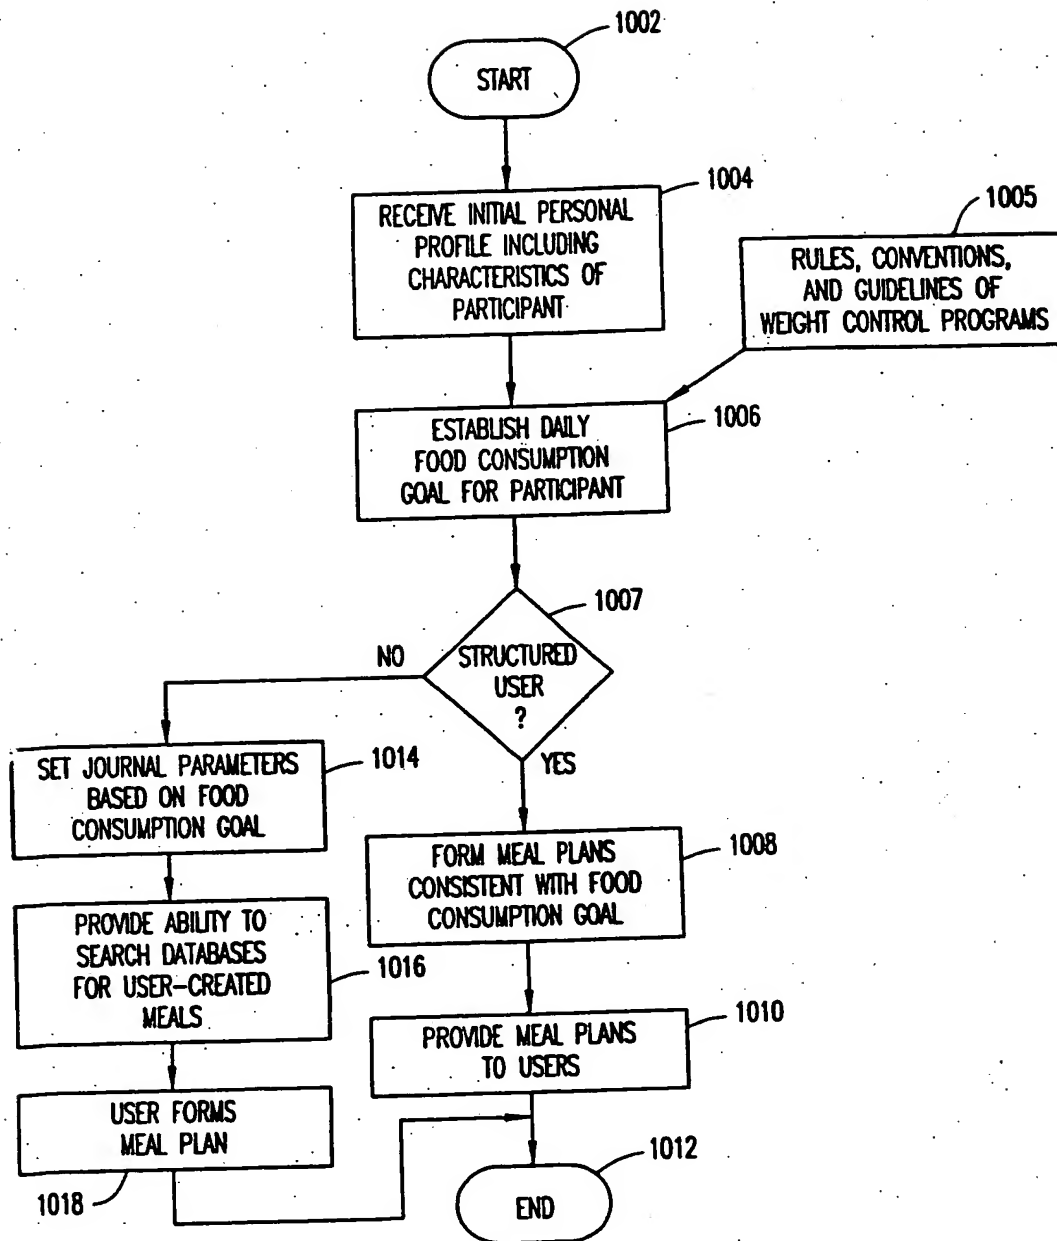 1002
START
1004
RECEIVE INITIAL PERSONAL
PROFILE INCLUDING
CHARACTERISTICS OF
PARTICIPANT
1005
RULES, CONVENTIONS,
AND GUIDELINES OF
WEIGHT CONTROL PROGRAMS
1006
ESTABLISH DAILY
FOOD CONSUMPTION
GOAL FOR PARTICIPANT
1007
STRUCTURED
USER
?
NO
YES
1014
SET JOURNAL PARAMETERS
BASED ON FOOD
CONSUMPTION GOAL
1008
FORM MEAL PLANS
CONSISTENT WITH FOOD
CONSUMPTION GOAL
PROVIDE ABILITY TO
SEARCH DATABASES
FOR USER-CREATED
MEALS
1016
1010
PROVIDE MEAL PLANS
TO USERS
USER FORMS
MEAL PLAN
1018
1012
END